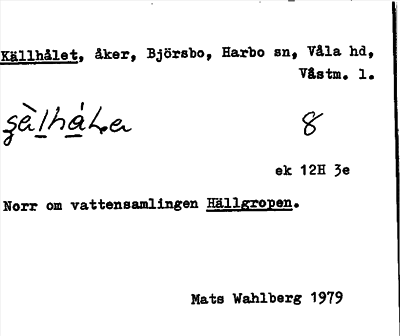 Källhålet, åker, Björsbo, Harbo sn, Våla hd,
Västm. l.
8
ek 12H 3e
Norr om vattensamlingen Hällgropen.
Mats Wahlberg 1979